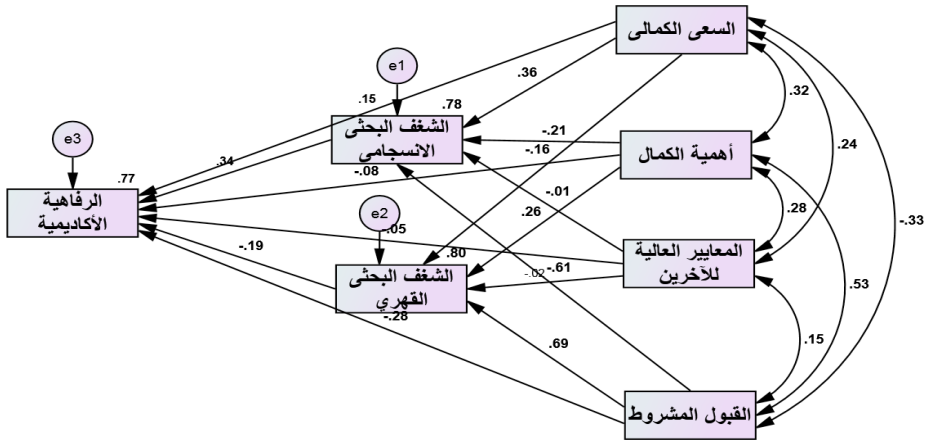 السعى الكمالى
e1
.36
.32
.15
.78
الشغف البحثى
الانسجامى
-.21
أهمية الكمال
.24
e3
-.16
.34
-.08
.77
الرفاهية
الأكاديمية
-.01
.28
-.33
e2
.26
-.05
.80
المعايير العالية
للآخرين
-.19
الشغف البحثى
القهري
-.02
-.61
.53
-.28
.69
.15
القبول المشروط